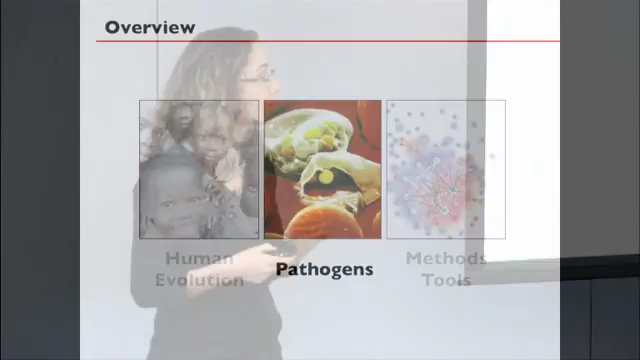 Overview
Human
Evolution
Pathogens
Methods
Tools